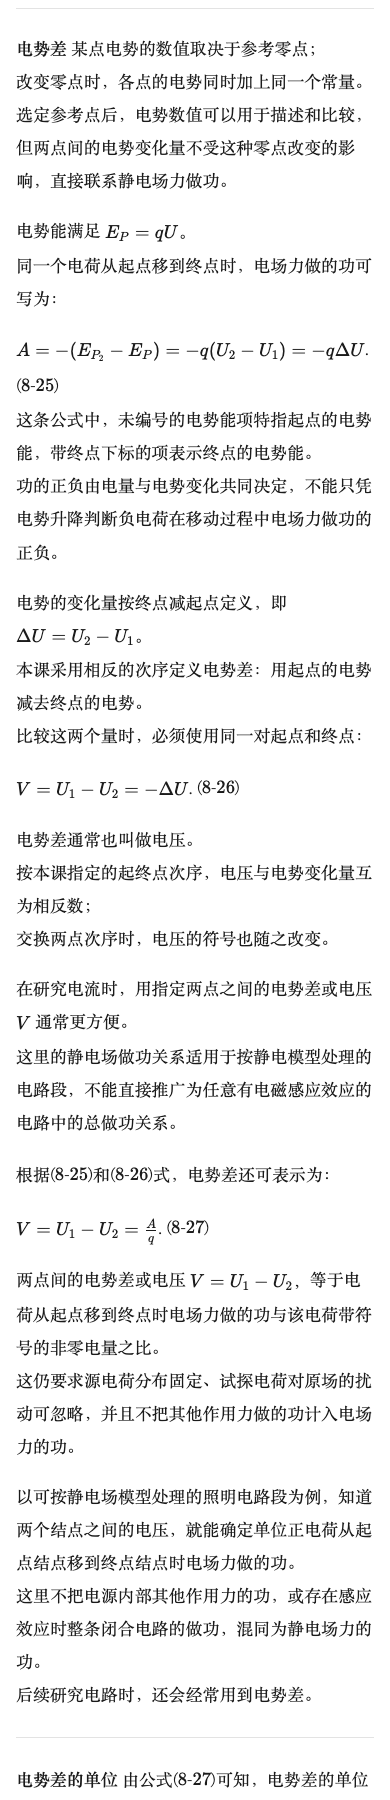 电势差 某点电势的数值取决于参考零点；
改变零点时，各点的电势同时加上同一个常量。
选定参考点后，电势数值可以用于描述和比较，
但两点间的电势变化量不受这种零点改变的影
响，直接联系静电场力做功。
电势能满足 E_P = qU。
同一个电荷从起点移到终点时，电场力做的功可
写为：
A = −(E_{P_2} − E_P) = −q(U_2 − U_1) = −qΔU.
(8-25)
这条公式中，未编号的电势能项特指起点的电势
能，带终点下标的项表示终点的电势能。
功的正负由电量与电势变化共同决定，不能只凭
电势升降判断负电荷在移动过程中电场力做功的
正负。
电势的变化量按终点减起点定义，即
ΔU = U_2 − U_1。
本课采用相反的次序定义电势差：用起点的电势
减去终点的电势。
比较这两个量时，必须使用同一对起点和终点：
V = U_1 − U_2 = −ΔU. (8-26)
电势差通常也叫做电压。
按本课指定的起终点次序，电压与电势变化量互
为相反数；
交换两点次序时，电压的符号也随之改变。
在研究电流时，用指定两点之间的电势差或电压
V 通常更方便。
这里的静电场做功关系适用于按静电模型处理的
电路段，不能直接推广为任意有电磁感应效应的
电路中的总做功关系。
根据(8-25)和(8-26)式，电势差还可表示为：
V = U_1 − U_2 = A/q. (8-27)
两点间的电势差或电压 V = U_1 − U_2，等于电
荷从起点移到终点时电场力做的功与该电荷带符
号的非零电量之比。
这仍要求源电荷分布固定、试探电荷对原场的扰
动可忽略，并且不把其他作用力做的功计入电场
力的功。
以可按静电场模型处理的照明电路段为例，知道
两个结点之间的电压，就能确定单位正电荷从起
点结点移到终点结点时电场力做的功。
这里不把电源内部其他作用力的功，或存在感应
效应时整条闭合电路的做功，混同为静电场力的
功。
后续研究电路时，还会经常用到电势差。
电势差的单位 由公式(8-27)可知，电势差的单位